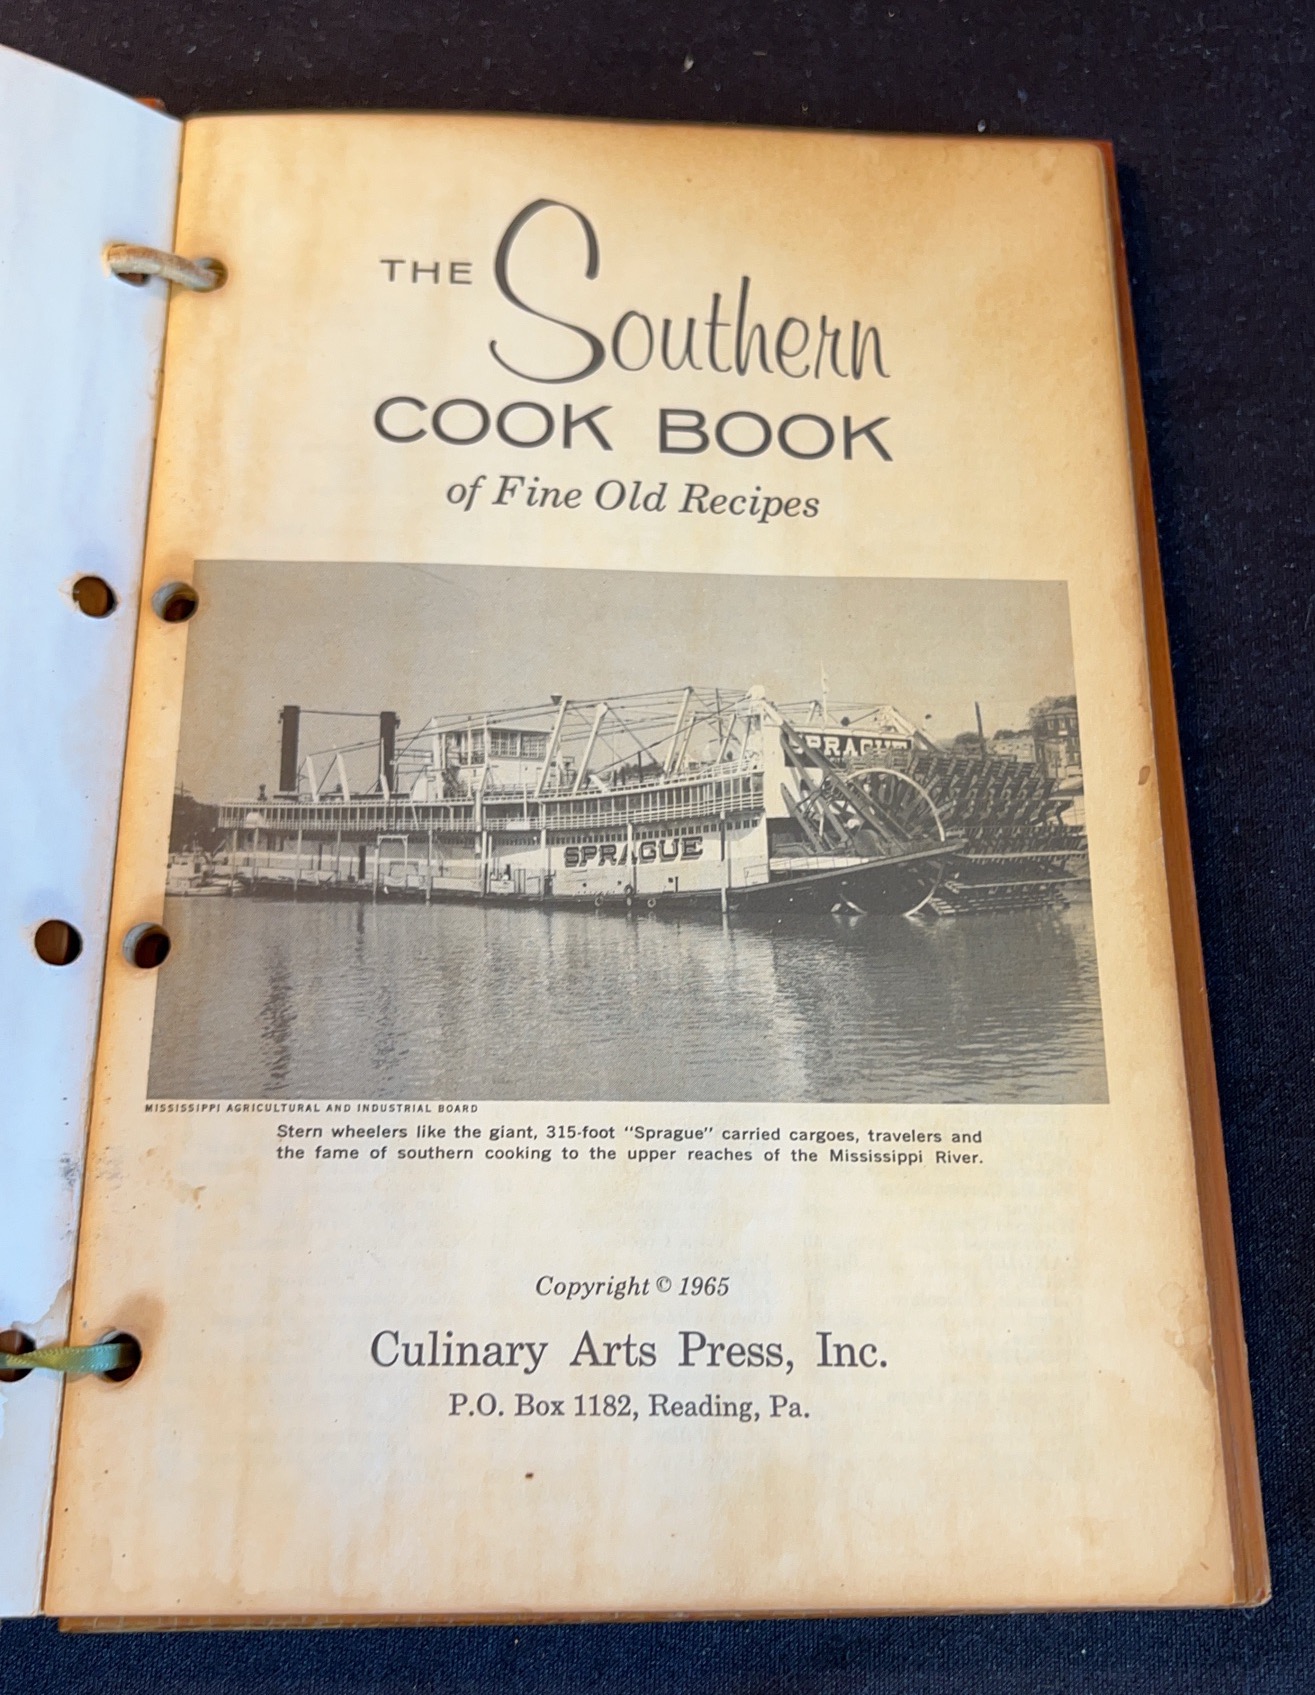 THE Southern
COOK BOOK
of Fine Old Recipes
SPRAGUE
SPRAGUE
MISSISSIPPI AGRICULTURAL AND INDUSTRIAL BOARD
Stern wheelers like the giant, 315-foot "Sprague" carried cargoes, travelers and
the fame of southern cooking to the upper reaches of the Mississippi River.
Copyright © 1965
Culinary Arts Press, Inc.
P.O. Box 1182, Reading, Pa.